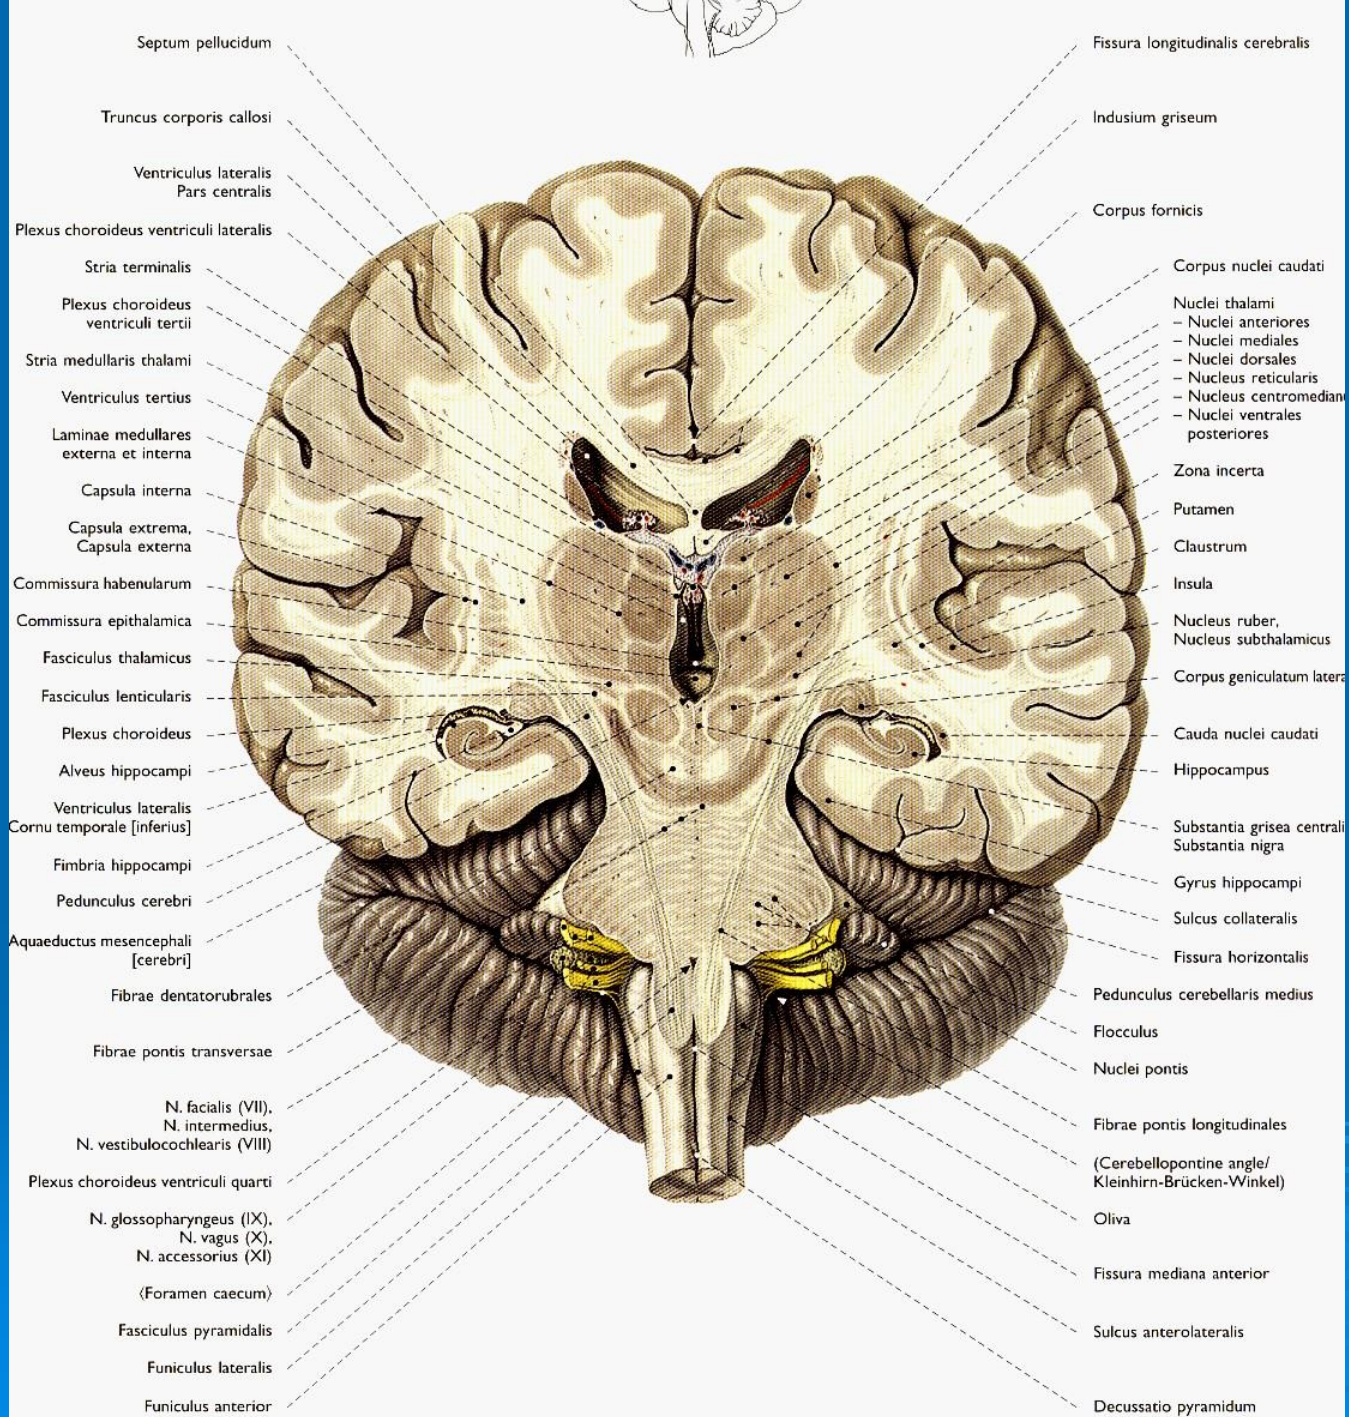 Septum pellucidum
Truncus corporis callosi
Ventriculus lateralis
Pars centralis
Plexus choroideus ventriculi lateralis
Stria terminalis
Plexus choroideus
ventriculi tertii
Stria medullaris thalami
Ventriculus tertius
Laminae medullares
externa et interna
Capsula interna
Capsula extrema,
Capsula externa
Commissura habenularum
Commissura epithalamica
Fasciculus thalamicus
Fasciculus lenticularis
Plexus choroideus
Alveus hippocampi
Ventriculus lateralis
Cornu temporale [inferius]
Fimbria hippocampi
Pedunculus cerebri
Aquaeductus mesencephali
[cerebri]
Fibrae dentatorubrales
Fibrae pontis transversae
N. facialis (VII),
N. intermedius,
N. vestibulocochlearis (VIII)
Plexus choroideus ventriculi quarti
N. glossopharyngeus (IX),
N. vagus (X),
N. accessorius (XI)
⟨Foramen caecum⟩
Fasciculus pyramidalis
Funiculus lateralis
Funiculus anterior
Fissura longitudinalis cerebralis
Indusium griseum
Corpus fornicis
Corpus nuclei caudati
Nuclei thalami
– Nuclei anteriores
– Nuclei mediales
– Nuclei dorsales
– Nucleus reticularis
– Nucleus centromedian
– Nuclei ventrales
posteriores
Zona incerta
Putamen
Claustrum
Insula
Nucleus ruber,
Nucleus subthalamicus
Corpus geniculatum latera
Cauda nuclei caudati
Hippocampus
Substantia grisea centrali
Substantia nigra
Gyrus hippocampi
Sulcus collateralis
Fissura horizontalis
Pedunculus cerebellaris medius
Flocculus
Nuclei pontis
Fibrae pontis longitudinales
(Cerebellopontine angle/
Kleinhirn-Brücken-Winkel)
Oliva
Fissura mediana anterior
Sulcus anterolateralis
Decussatio pyramidum